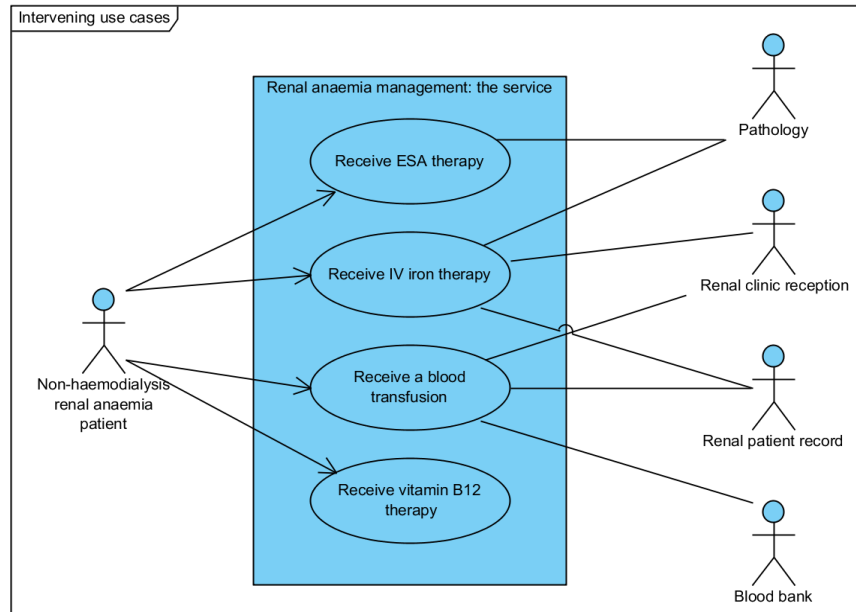 Intervening use cases
Renal anaemia management: the service
Pathology
Receive ESA therapy
Renal clinic reception
Receive IV iron therapy
Non-haemodialysis
renal anaemia
patient
Receive a blood
transfusion
Renal patient record
Receive vitamin B12
therapy
Blood bank